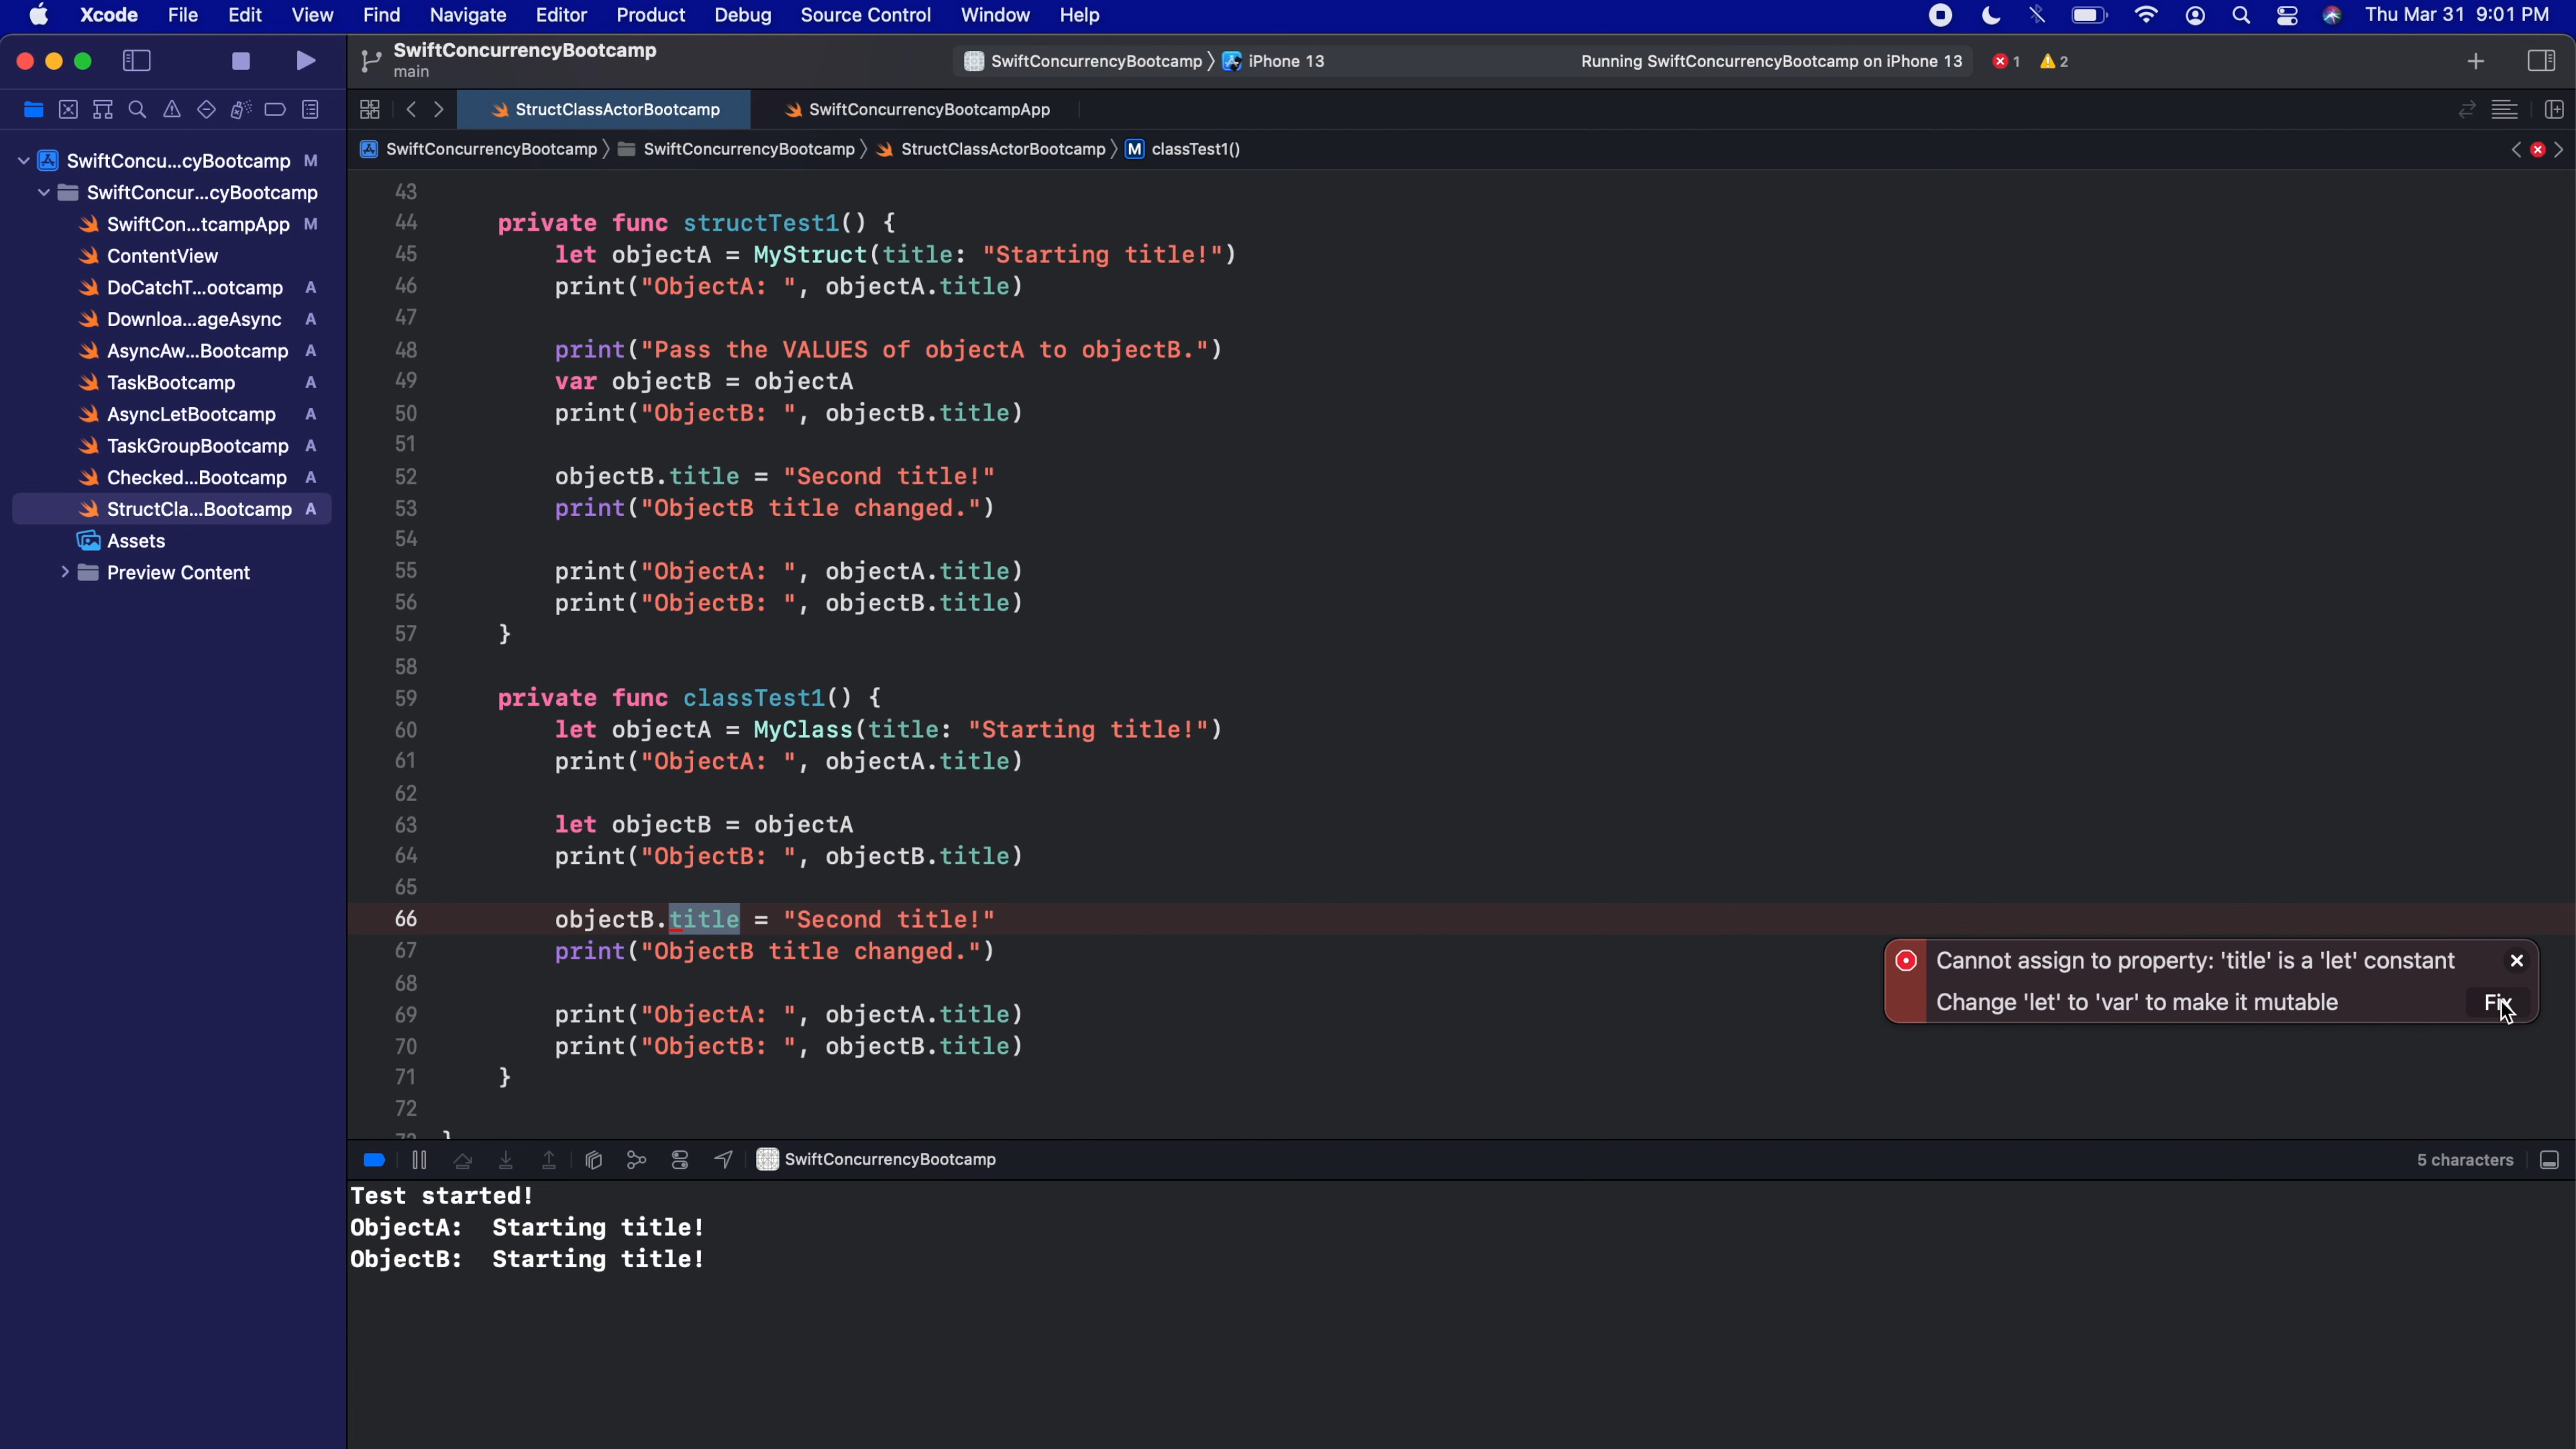 Xcode File Edit View Find Navigate Editor Product Debug Source Control Window Help Thu Mar 31 9:01 PM
SwiftConcurrencyBootcamp
main
SwiftConcurrencyBootcamp iPhone 13 Running SwiftConcurrencyBootcamp on iPhone 13 1 2
StructClassActorBootcamp SwiftConcurrencyBootcampApp
SwiftConcurrencyBootcamp SwiftConcurrencyBootcamp StructClassActorBootcamp M classTest1()
SwiftConcu...cyBootcamp M
SwiftConcur...cyBootcamp
SwiftCon...tcampApp M
ContentView
DoCatchT...ootcamp A
Downloa...ageAsync A
AsyncAw...Bootcamp A
TaskBootcamp A
AsyncLetBootcamp A
TaskGroupBootcamp A
Checked...Bootcamp A
StructCla...Bootcamp A
Assets
Preview Content
43
44 private func structTest1() {
45 let objectA = MyStruct(title: "Starting title!")
46 print("ObjectA: ", objectA.title)
47
48 print("Pass the VALUES of objectA to objectB.")
49 var objectB = objectA
50 print("ObjectB: ", objectB.title)
51
52 objectB.title = "Second title!"
53 print("ObjectB title changed.")
54
55 print("ObjectA: ", objectA.title)
56 print("ObjectB: ", objectB.title)
57 }
58
59 private func classTest1() {
60 let objectA = MyClass(title: "Starting title!")
61 print("ObjectA: ", objectA.title)
62
63 let objectB = objectA
64 print("ObjectB: ", objectB.title)
65
66 objectB.title = "Second title!"
67 print("ObjectB title changed.")
68
69 print("ObjectA: ", objectA.title)
70 print("ObjectB: ", objectB.title)
71 }
72
73 }
Cannot assign to property: 'title' is a 'let' constant
Change 'let' to 'var' to make it mutable Fix
SwiftConcurrencyBootcamp 5 characters
Test started!
ObjectA:  Starting title!
ObjectB:  Starting title!